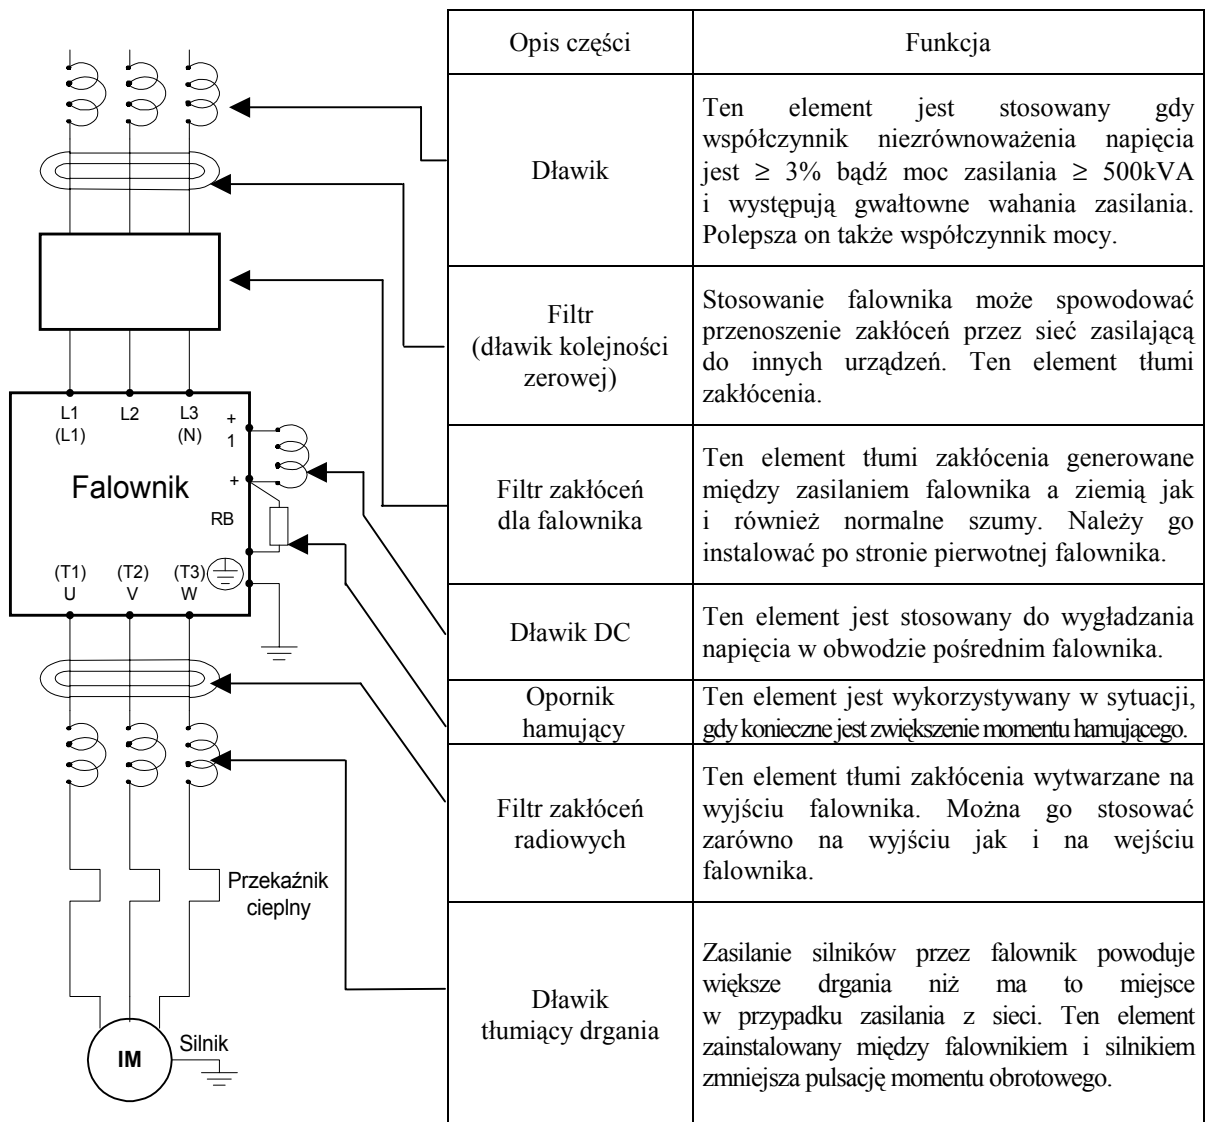 Opis części
Funkcja
Dławik
Ten element jest stosowany gdy
współczynnik niezrównoważenia napięcia
jest ≥ 3% bądź moc zasilania ≥ 500kVA
i występują gwałtowne wahania zasilania.
Polepsza on także współczynnik mocy.
Filtr
(dławik kolejności
zerowej)
Stosowanie falownika może spowodować
przenoszenie zakłóceń przez sieć zasilającą
do innych urządzeń. Ten element tłumi
zakłócenia.
Filtr zakłóceń
dla falownika
Ten element tłumi zakłócenia generowane
między zasilaniem falownika a ziemią jak
i również normalne szumy. Należy go
instalować po stronie pierwotnej falownika.
Dławik DC
Ten element jest stosowany do wygładzania
napięcia w obwodzie pośrednim falownika.
Opornik
hamujący
Ten element jest wykorzystywany w sytuacji,
gdy konieczne jest zwiększenie momentu hamującego.
Filtr zakłóceń
radiowych
Ten element tłumi zakłócenia wytwarzane na
wyjściu falownika. Można go stosować
zarówno na wyjściu jak i na wejściu
falownika.
Dławik
tłumiący drgania
Zasilanie silników przez falownik powoduje
większe drgania niż ma to miejsce
w przypadku zasilania z sieci. Ten element
zainstalowany między falownikiem i silnikiem
zmniejsza pulsację momentu obrotowego.
L1 L2 L3 +
(L1) (N) 1
Falownik +
RB
(T1) (T2) (T3)
U V W
Przekaźnik
cieplny
Silnik
IM